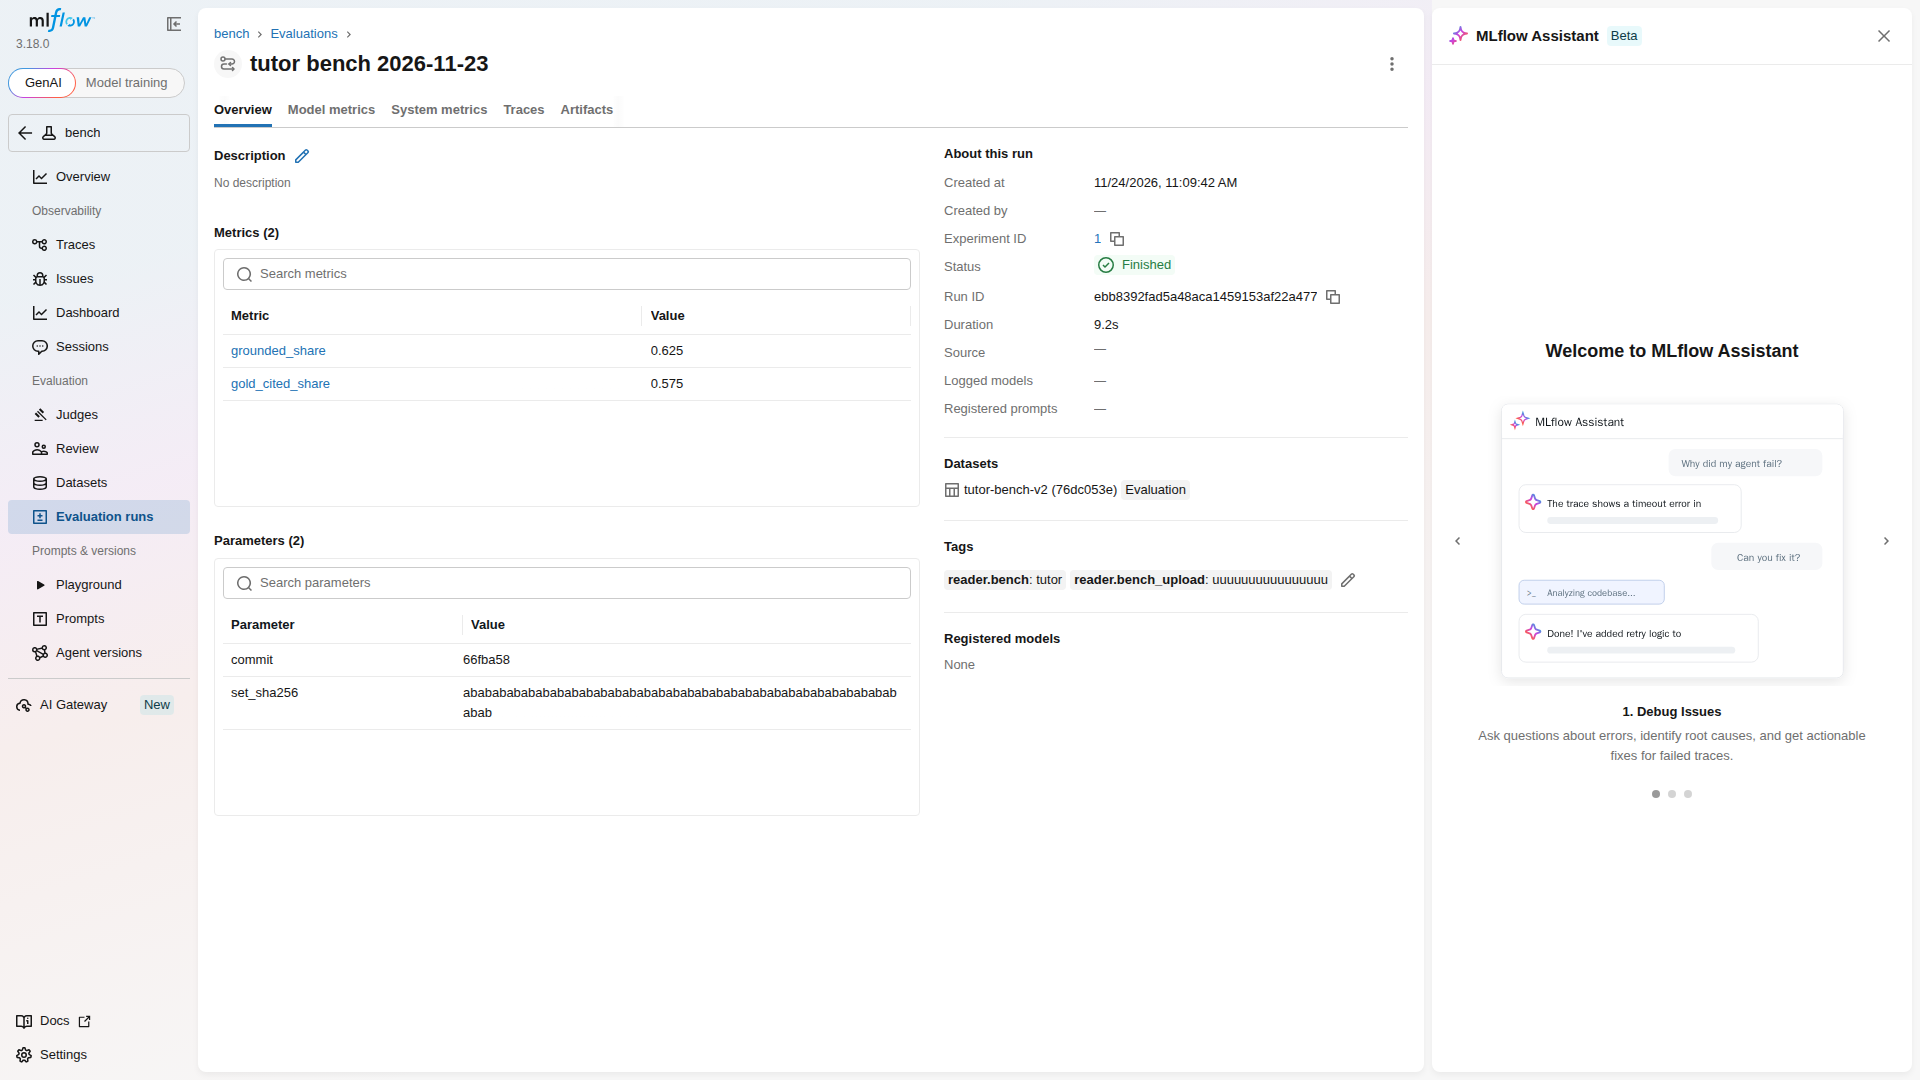 mlflow
3.18.0
GenAI
Model training
bench
Overview
Observability
Traces
Issues
Dashboard
Sessions
Evaluation
Judges
Review
Datasets
Evaluation runs
Prompts & versions
Playground
Prompts
Agent versions
AI Gateway New
Docs
Settings
bench › Evaluations ›
tutor bench 2026-11-23
Overview Model metrics System metrics Traces Artifacts
Description
No description
Metrics (2)
Search metrics
Metric Value
grounded_share 0.625
gold_cited_share 0.575
Parameters (2)
Search parameters
Parameter Value
commit 66fba58
set_sha256 abababababababababababababababababababababababababababababab
abab
About this run
Created at 11/24/2026, 11:09:42 AM
Created by —
Experiment ID 1
Status Finished
Run ID ebb8392fad5a48aca1459153af22a477
Duration 9.2s
Source —
Logged models —
Registered prompts —
Datasets
tutor-bench-v2 (76dc053e) Evaluation
Tags
reader.bench: tutor reader.bench_upload: uuuuuuuuuuuuuuuu
Registered models
None
MLflow Assistant Beta
Welcome to MLflow Assistant
MLflow Assistant
Why did my agent fail?
The trace shows a timeout error in
Can you fix it?
>_ Analyzing codebase...
Done! I've added retry logic to
1. Debug Issues
Ask questions about errors, identify root causes, and get actionable
fixes for failed traces.